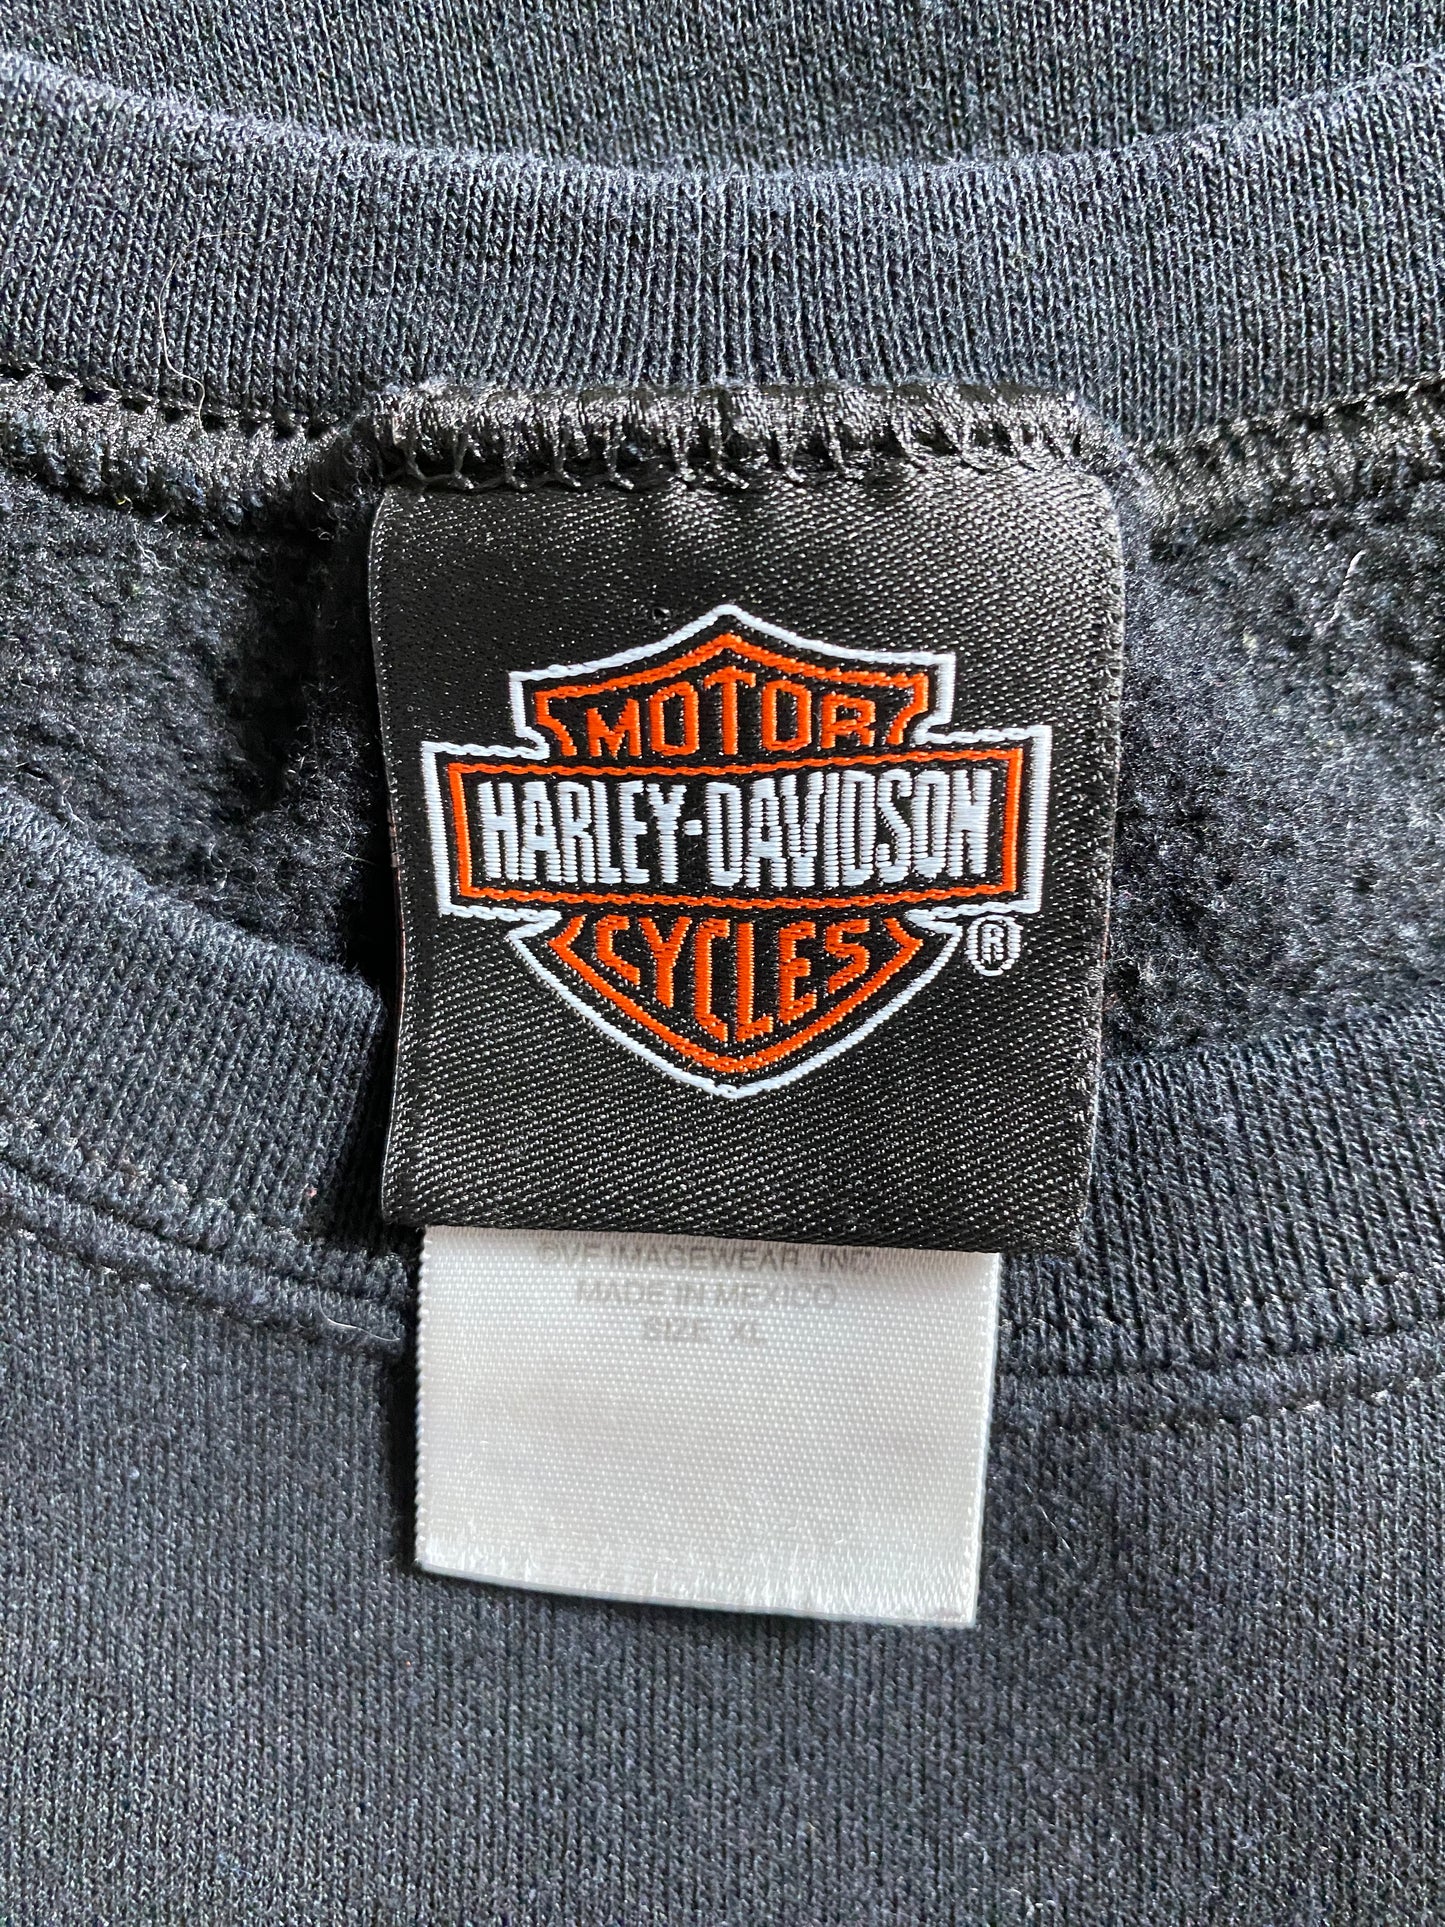 MOTOR
HARLEY-DAVIDSON
CYCLES
®
©VF IMAGEWEAR, INC.
MADE IN MEXICO
SIZE XL